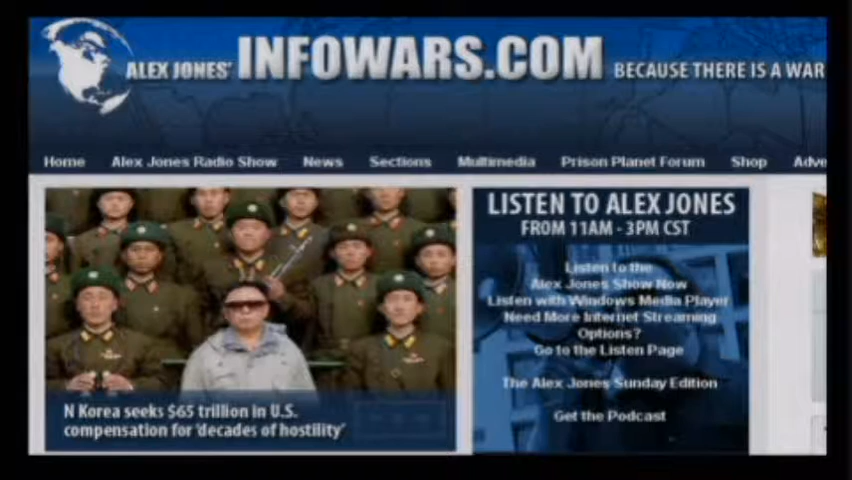 ALEX JONES' INFOWARS.COM BECAUSE THERE IS A WAR
Home Alex Jones Radio Show News Sections Multimedia Prison Planet Forum Shop Adve
LISTEN TO ALEX JONES
FROM 11AM - 3PM CST
Listen to the
Alex Jones Show Now
Listen with Windows Media Player
Need More Internet Streaming
Options?
Go to the Listen Page
The Alex Jones Sunday Edition
Get the Podcast
N Korea seeks $65 trillion in U.S.
compensation for 'decades of hostility'